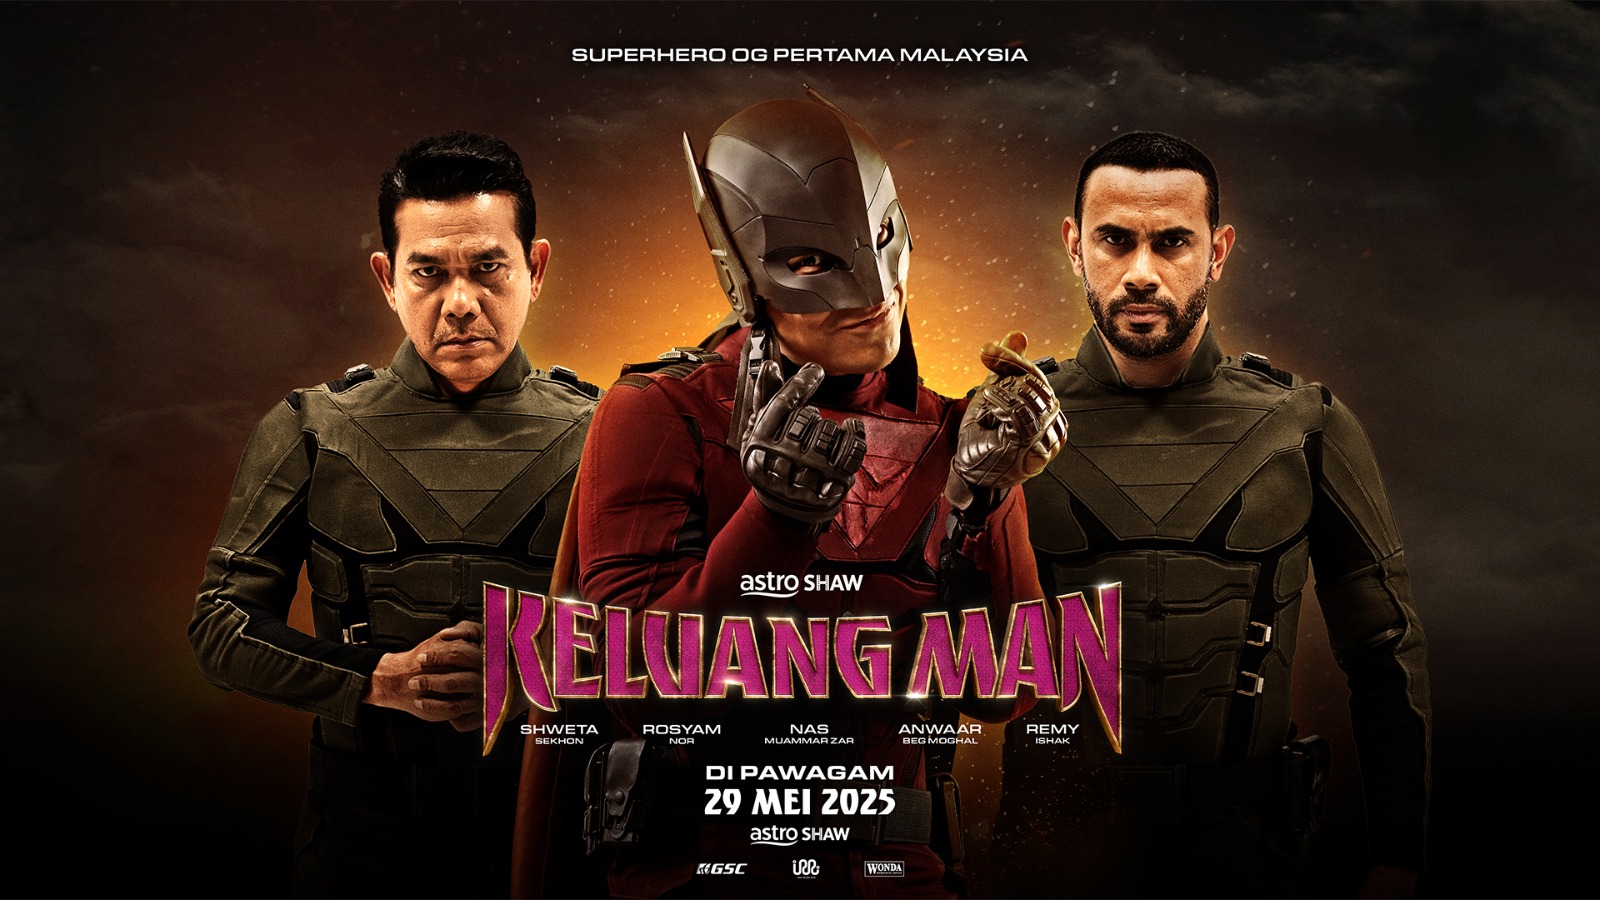 SUPERHERO OG PERTAMA MALAYSIA
astro SHAW
KELUANG MAN
SHWETA SEKHON
ROSYAM NOR
NAS MUAMMAR ZAR
ANWAAR BEG MOGHAL
REMY ISHAK
DI PAWAGAM
29 MEI 2025
astro SHAW
GSC
WONDA